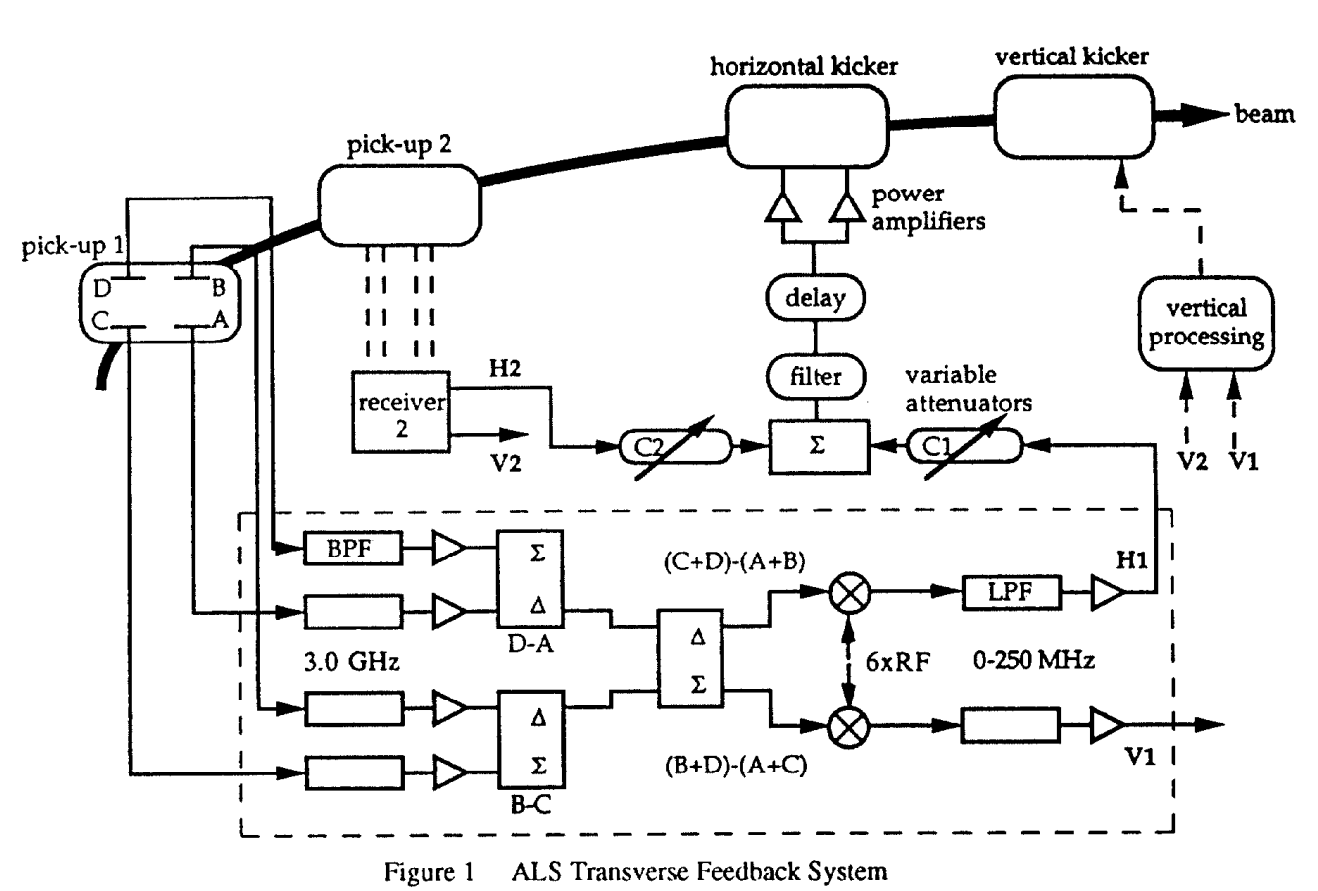 horizontal kicker
vertical kicker
beam
pick-up 2
power
amplifiers
pick-up 1
D
B
C
A
delay
vertical
processing
filter
variable
attenuators
H2
receiver
2
V2
C2
Σ
C1
V2
V1
BPF
Σ
Δ
D-A
(C+D)-(A+B)
LPF
H1
3.0 GHz
Δ
Σ
6xRF
0-250 MHz
Δ
Σ
B-C
(B+D)-(A+C)
V1
Figure 1 ALS Transverse Feedback System